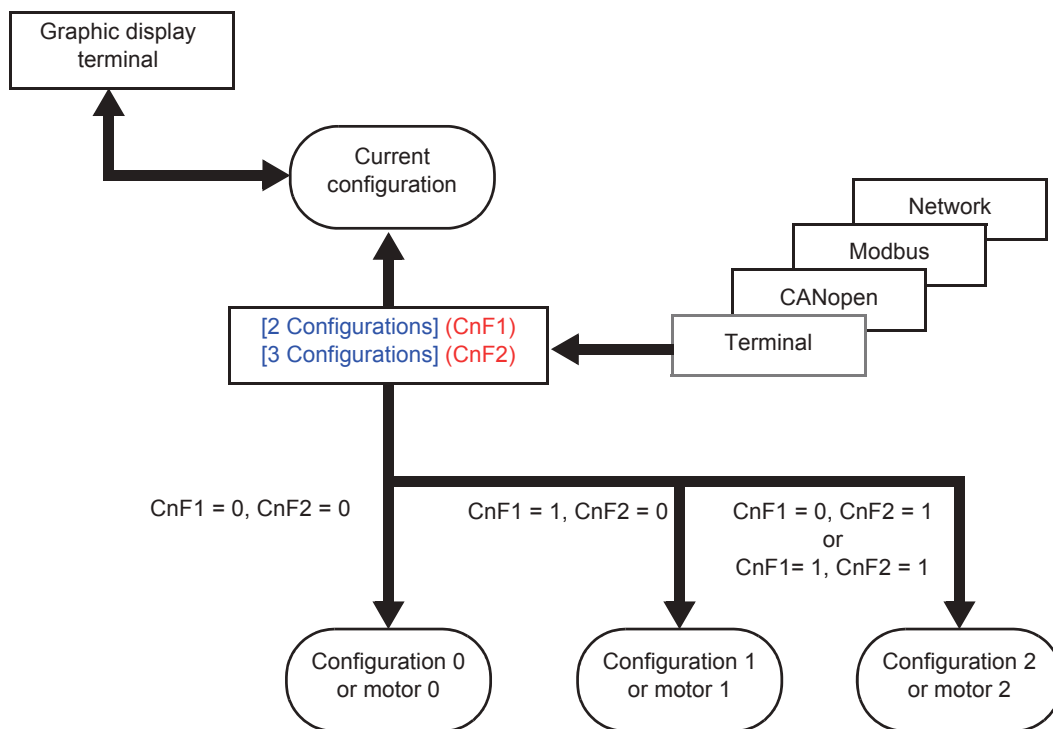 Graphic display
terminal
Current
configuration
Network
Modbus
CANopen
Terminal
[2 Configurations] (CnF1)
[3 Configurations] (CnF2)
CnF1 = 0, CnF2 = 0
CnF1 = 1, CnF2 = 0
CnF1 = 0, CnF2 = 1
or
CnF1= 1, CnF2 = 1
Configuration 0
or motor 0
Configuration 1
or motor 1
Configuration 2
or motor 2